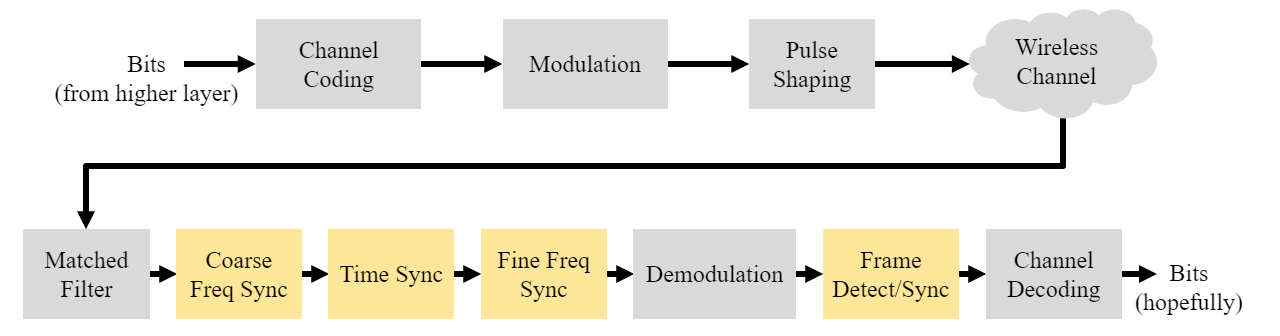 Bits
(from higher layer)
Channel
Coding
Modulation
Pulse
Shaping
Wireless
Channel
Matched
Filter
Coarse
Freq Sync
Time Sync
Fine Freq
Sync
Demodulation
Frame
Detect/Sync
Channel
Decoding
Bits
(hopefully)